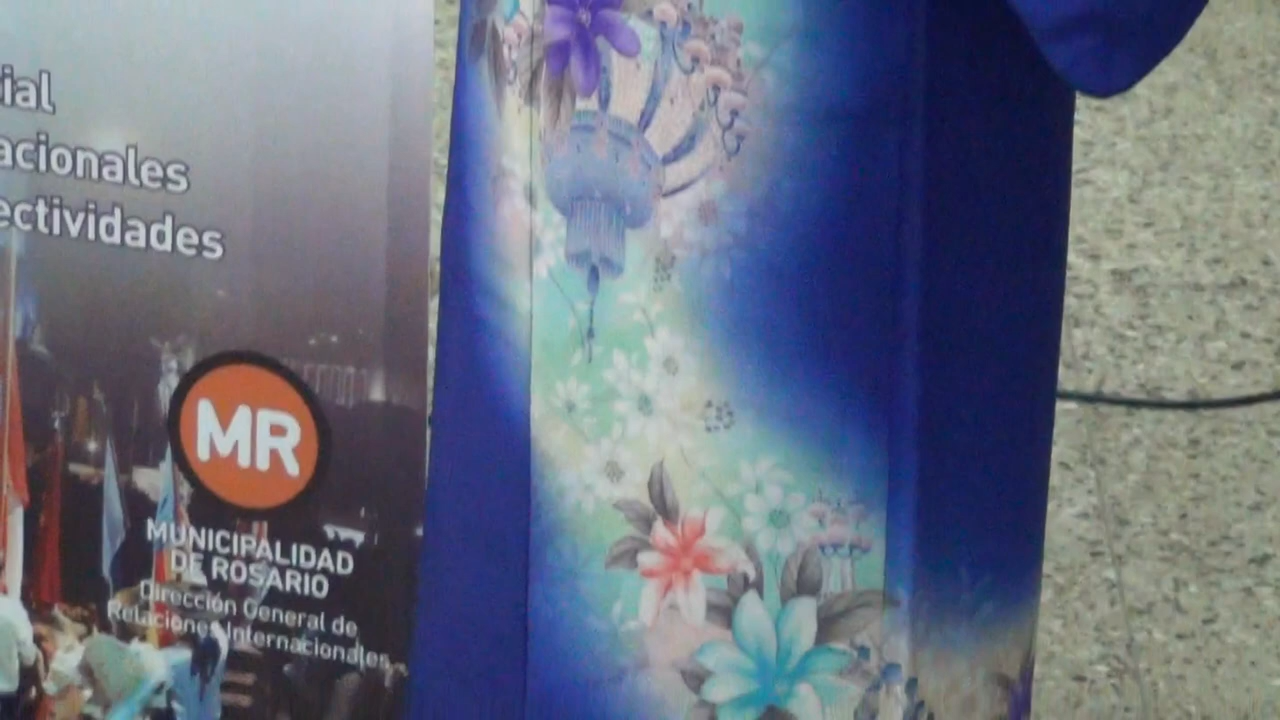 ial
acionales
ectividades
MR
MUNICIPALIDAD
DE ROSARIO
Dirección General de
Relaciones Internacionales